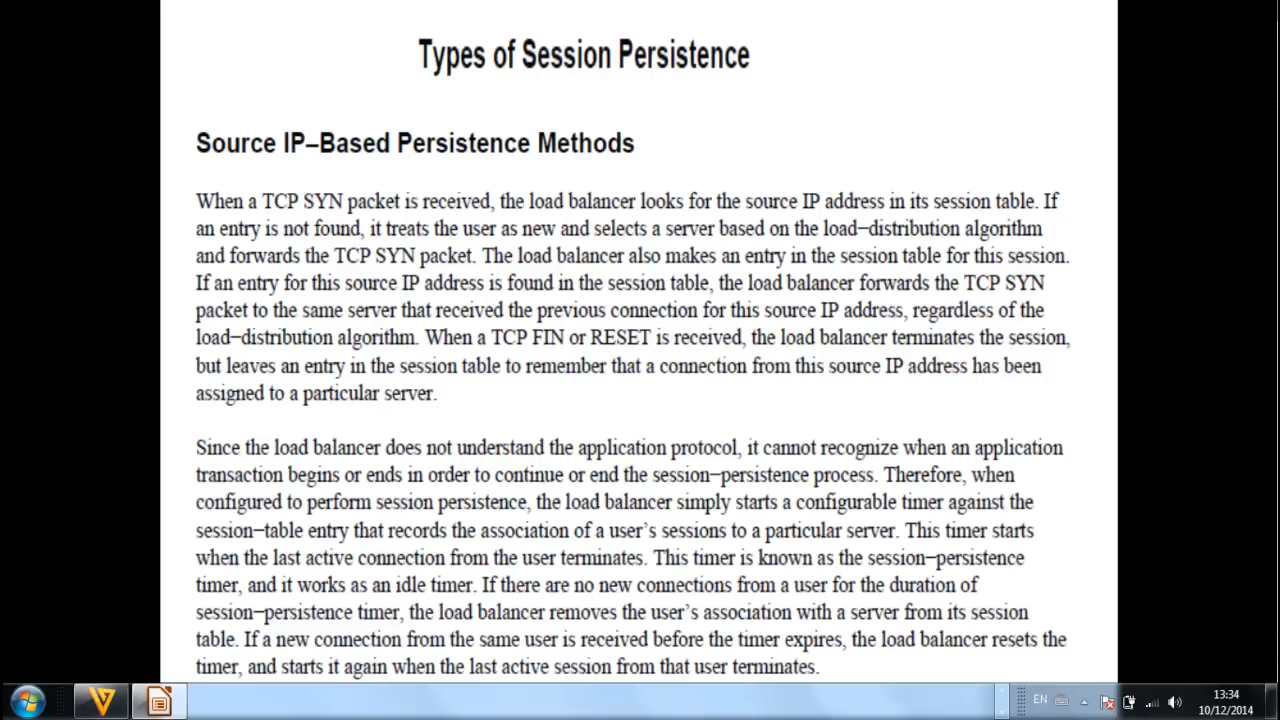 Types of Session Persistence
Source IP–Based Persistence Methods
When a TCP SYN packet is received, the load balancer looks for the source IP address in its session table. If
an entry is not found, it treats the user as new and selects a server based on the load–distribution algorithm
and forwards the TCP SYN packet. The load balancer also makes an entry in the session table for this session.
If an entry for this source IP address is found in the session table, the load balancer forwards the TCP SYN
packet to the same server that received the previous connection for this source IP address, regardless of the
load–distribution algorithm. When a TCP FIN or RESET is received, the load balancer terminates the session,
but leaves an entry in the session table to remember that a connection from this source IP address has been
assigned to a particular server.
Since the load balancer does not understand the application protocol, it cannot recognize when an application
transaction begins or ends in order to continue or end the session–persistence process. Therefore, when
configured to perform session persistence, the load balancer simply starts a configurable timer against the
session–table entry that records the association of a user's sessions to a particular server. This timer starts
when the last active connection from the user terminates. This timer is known as the session–persistence
timer, and it works as an idle timer. If there are no new connections from a user for the duration of
session–persistence timer, the load balancer removes the user's association with a server from its session
table. If a new connection from the same user is received before the timer expires, the load balancer resets the
timer, and starts it again when the last active session from that user terminates.
EN
13:34
10/12/2014